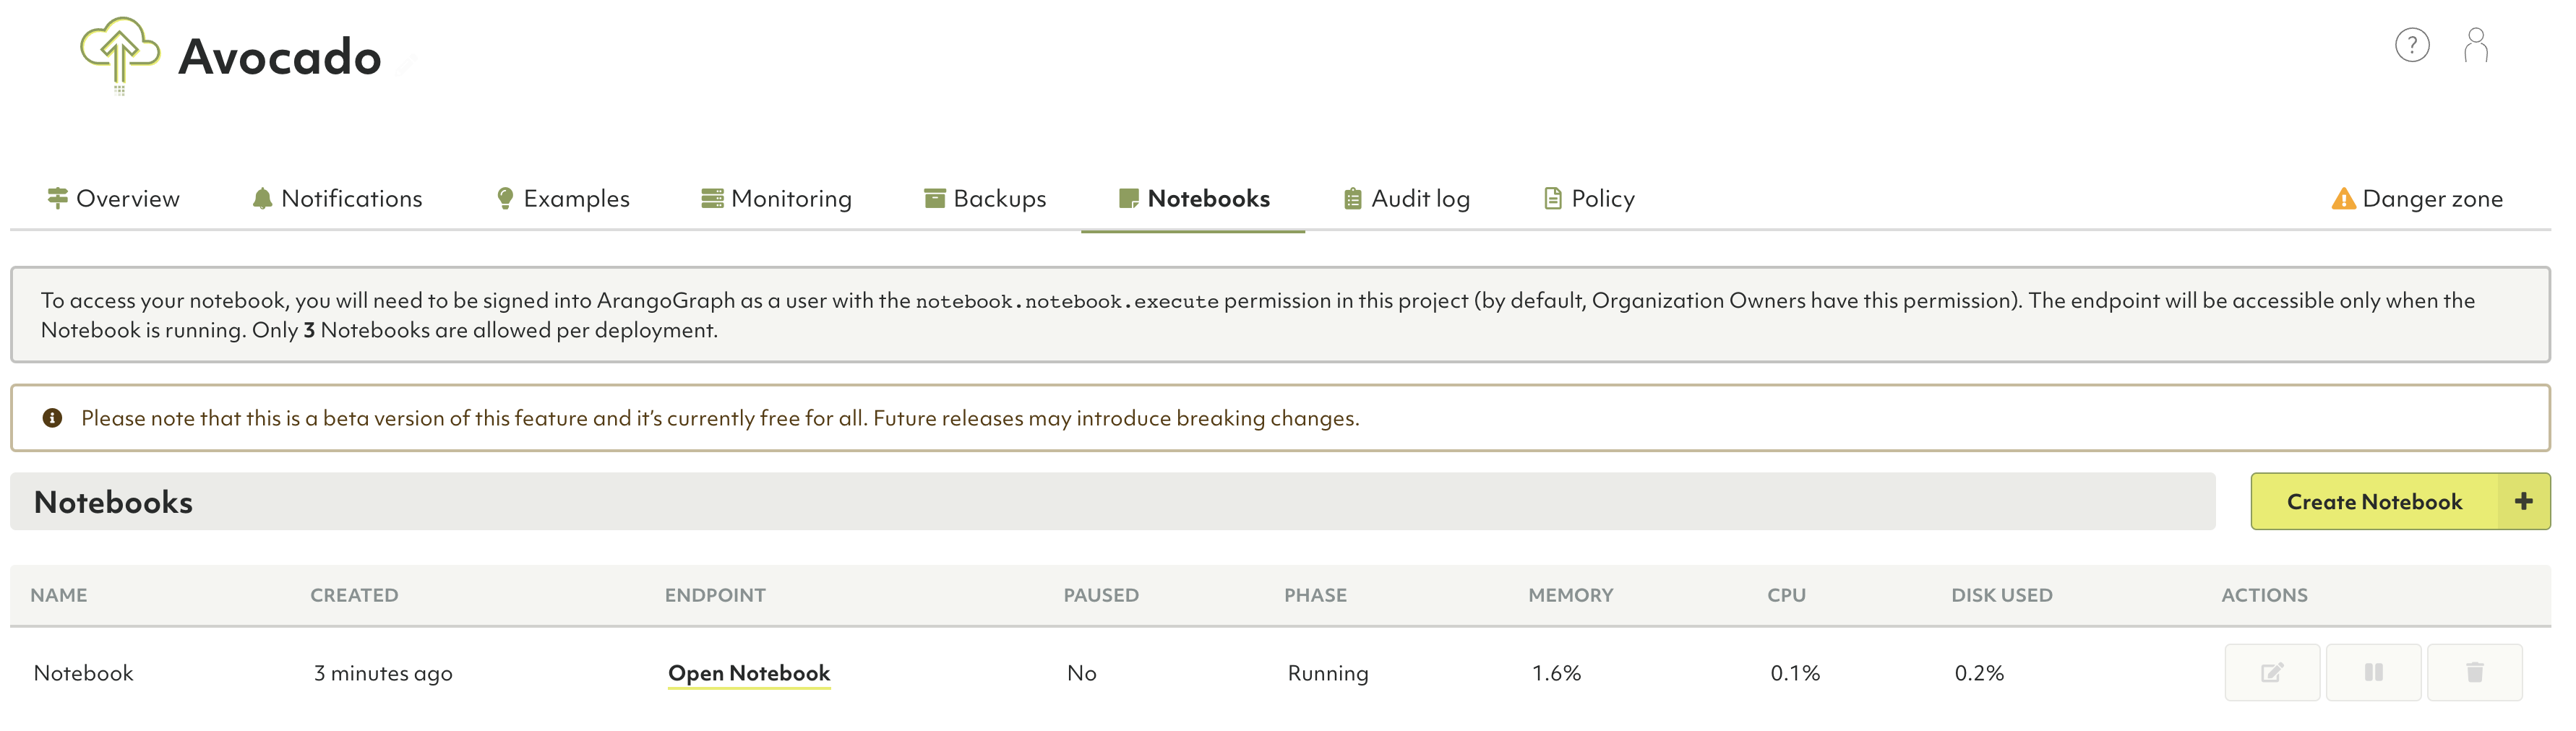 Avocado
?
Overview Notifications Examples Monitoring Backups Notebooks Audit log Policy Danger zone
To access your notebook, you will need to be signed into ArangoGraph as a user with the notebook.notebook.execute permission in this project (by default, Organization Owners have this permission). The endpoint will be accessible only when the
Notebook is running. Only 3 Notebooks are allowed per deployment.
Please note that this is a beta version of this feature and it's currently free for all. Future releases may introduce breaking changes.
Notebooks Create Notebook +
NAME CREATED ENDPOINT PAUSED PHASE MEMORY CPU DISK USED ACTIONS
Notebook 3 minutes ago Open Notebook No Running 1.6% 0.1% 0.2%